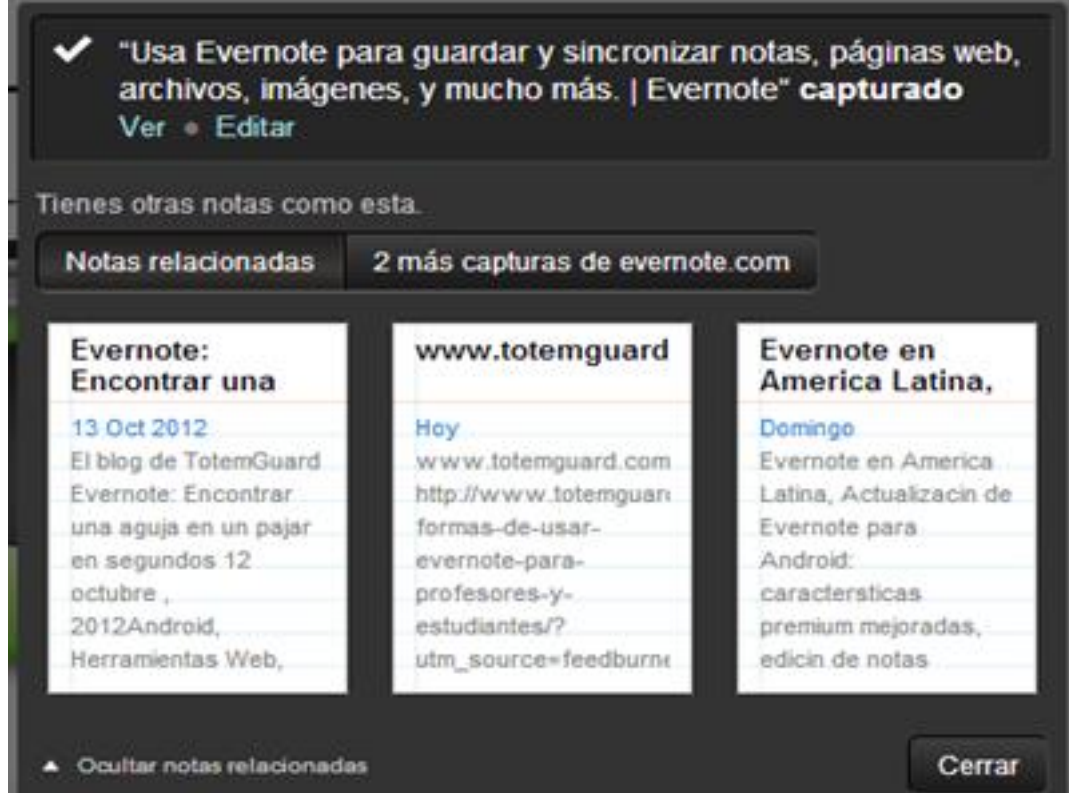 "Usa Evernote para guardar y sincronizar notas, páginas web,
archivos, imágenes, y mucho más. | Evernote" capturado
Ver • Editar
Tienes otras notas como esta.
Notas relacionadas
2 más capturas de evernote.com
Evernote:
Encontrar una
13 Oct 2012
El blog de TotemGuard
Evernote: Encontrar
una aguja en un pajar
en segundos 12
octubre ,
2012Android,
Herramientas Web,
www.totemguard
Hoy
www.totemguard.com
http://www.totemguar
formas-de-usar-
evernote-para-
profesores-y-
estudiantes/?
utm_source=feedburne
Evernote en
America Latina,
Domingo
Evernote en America
Latina, Actualizacin de
Evernote para
Android:
caractersticas
premium mejoradas,
edicin de notas
Ocultar notas relacionadas
Cerrar